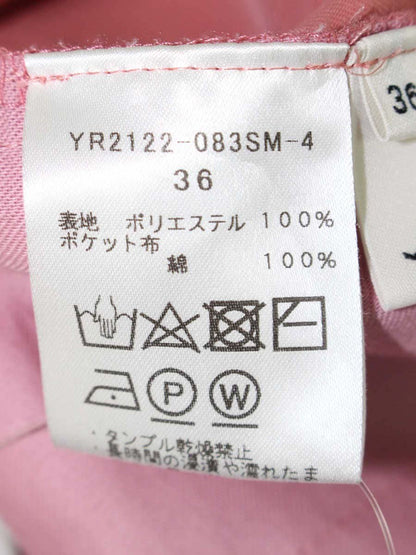 YR2122-083SM-4
36
36
表地 ポリエステル 100%
ポケット布
綿 100%
P W
・タンブル乾燥禁止
・長時間の浸漬や濡れたま